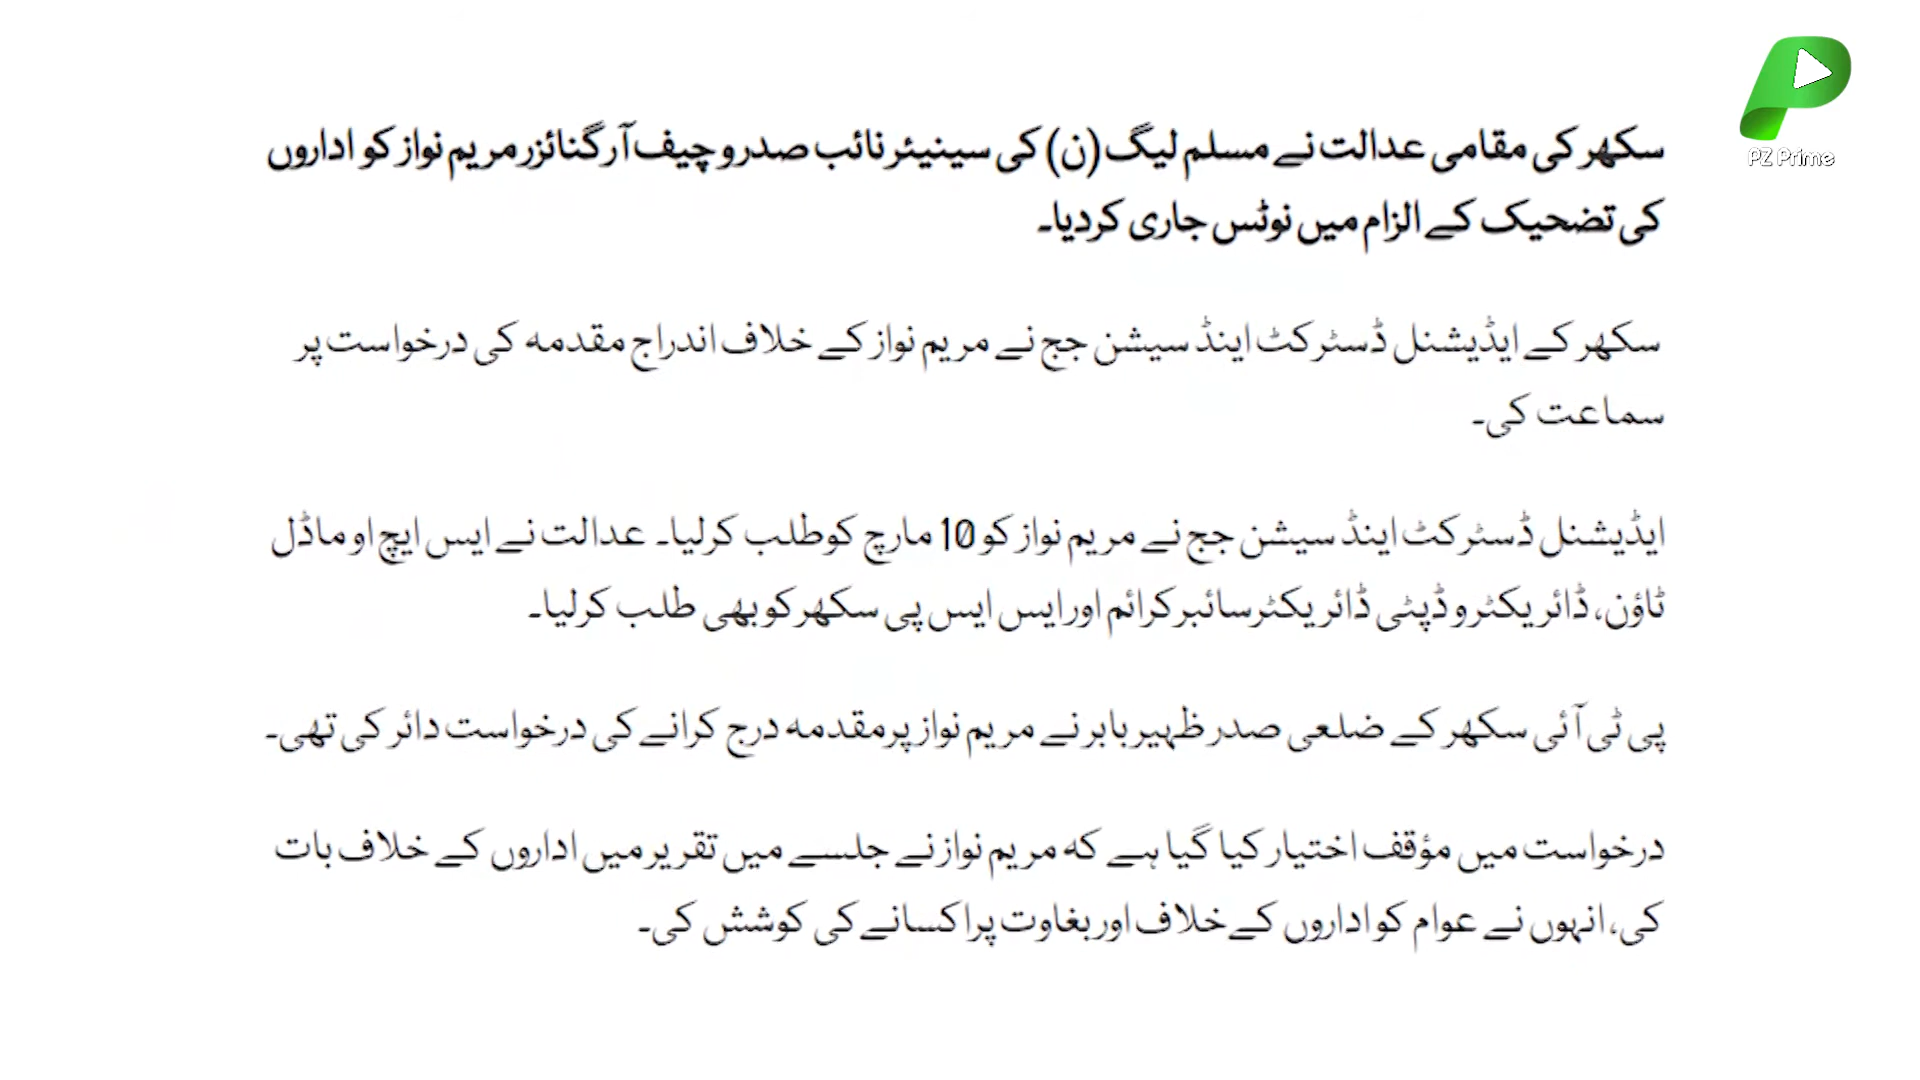 PZ Prime
سکھر کی مقامی عدالت نے مسلم لیگ (ن) کی سینیئر نائب صدر و چیف آرگنائزر مریم نواز کو اداروں
کی تضحیک کے الزام میں نوٹس جاری کردیا۔
سکھر کے ایڈیشنل ڈسٹرکٹ اینڈ سیشن جج نے مریم نواز کے خلاف اندراج مقدمہ کی درخواست پر
سماعت کی۔
ایڈیشنل ڈسٹرکٹ اینڈ سیشن جج نے مریم نواز کو 10 مارچ کو طلب کرلیا۔ عدالت نے ایس ایچ او ماڈل
ٹاؤن، ڈائریکٹر و ڈپٹی ڈائریکٹر سائبر کرائم اور ایس ایس پی سکھر کو بھی طلب کرلیا۔
پی ٹی آئی سکھر کے ضلعی صدر ظہیر بابر نے مریم نواز پر مقدمہ درج کرانے کی درخواست دائر کی تھی۔
درخواست میں مؤقف اختیار کیا گیا ہے کہ مریم نواز نے جلسے میں تقریر میں اداروں کے خلاف بات
کی، انہوں نے عوام کو اداروں کے خلاف اور بغاوت پر اکسانے کی کوشش کی۔